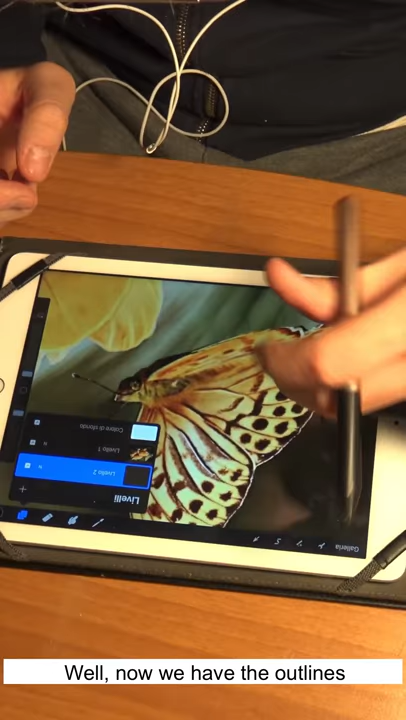 Galleria
Livelli
Livello 2
N
Livello 1
N
Colore di sfondo
Well, now we have the outlines